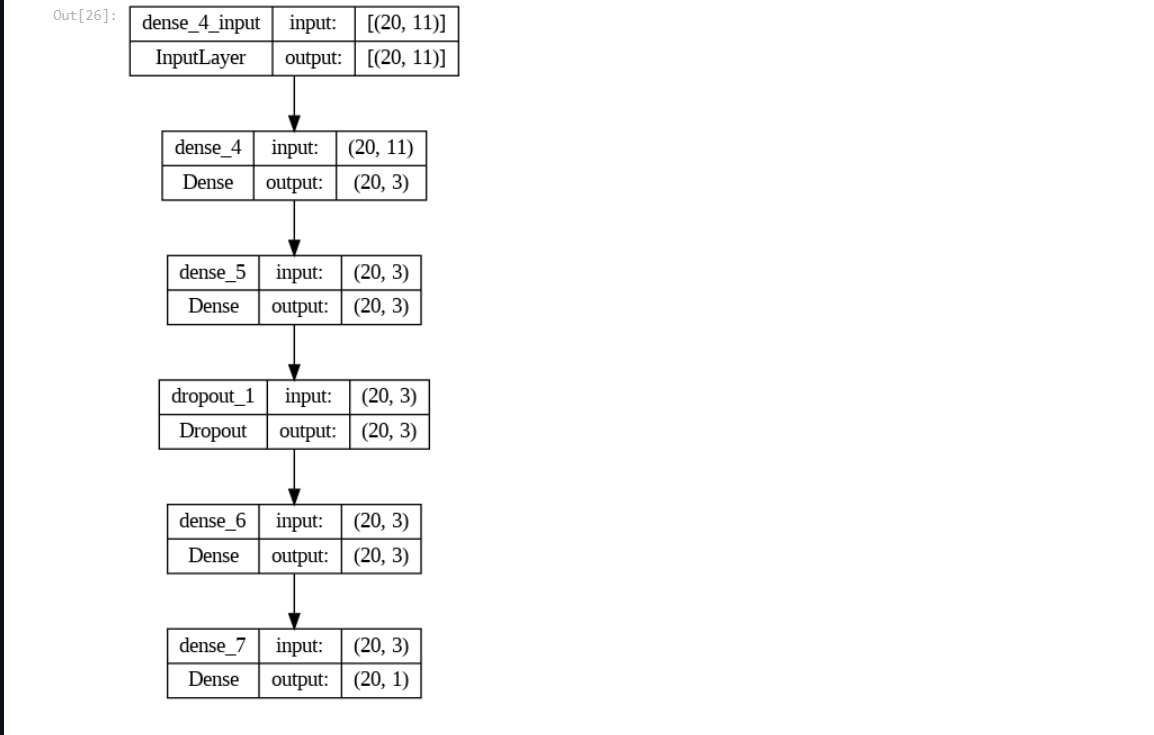 Out[26]:
dense_4_input input: [(20, 11)]
InputLayer output: [(20, 11)]
dense_4 input: (20, 11)
Dense output: (20, 3)
dense_5 input: (20, 3)
Dense output: (20, 3)
dropout_1 input: (20, 3)
Dropout output: (20, 3)
dense_6 input: (20, 3)
Dense output: (20, 3)
dense_7 input: (20, 3)
Dense output: (20, 1)